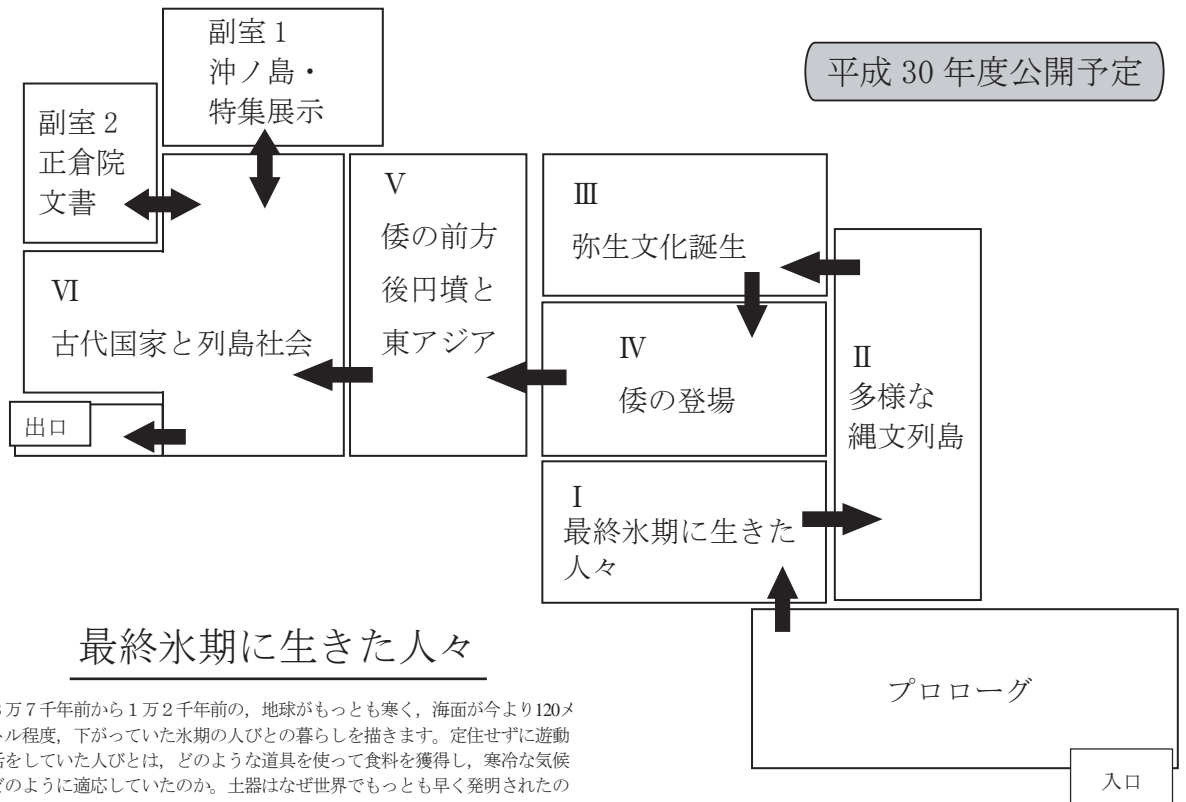 副室1
沖ノ島・
特集展示
平成30年度公開予定
副室2
正倉院
文書
Ⅴ
倭の前方
後円墳と
東アジア
Ⅲ
弥生文化誕生
Ⅵ
古代国家と列島社会
Ⅳ
倭の登場
Ⅱ
多様な
縄文列島
出口
Ⅰ
最終氷期に生きた
人々
プロローグ
入口
最終氷期に生きた人々
万7千年前から1万2千年前の,地球がもっとも寒く,海面が今より120メ
トル程度,下がっていた氷期の人びとの暮らしを描きます。定住せずに遊動
をしていた人びとは,どのような道具を使って食料を獲得し,寒冷な気候
どのように適応していたのか。土器はなぜ世界でもっとも早く発明されたの